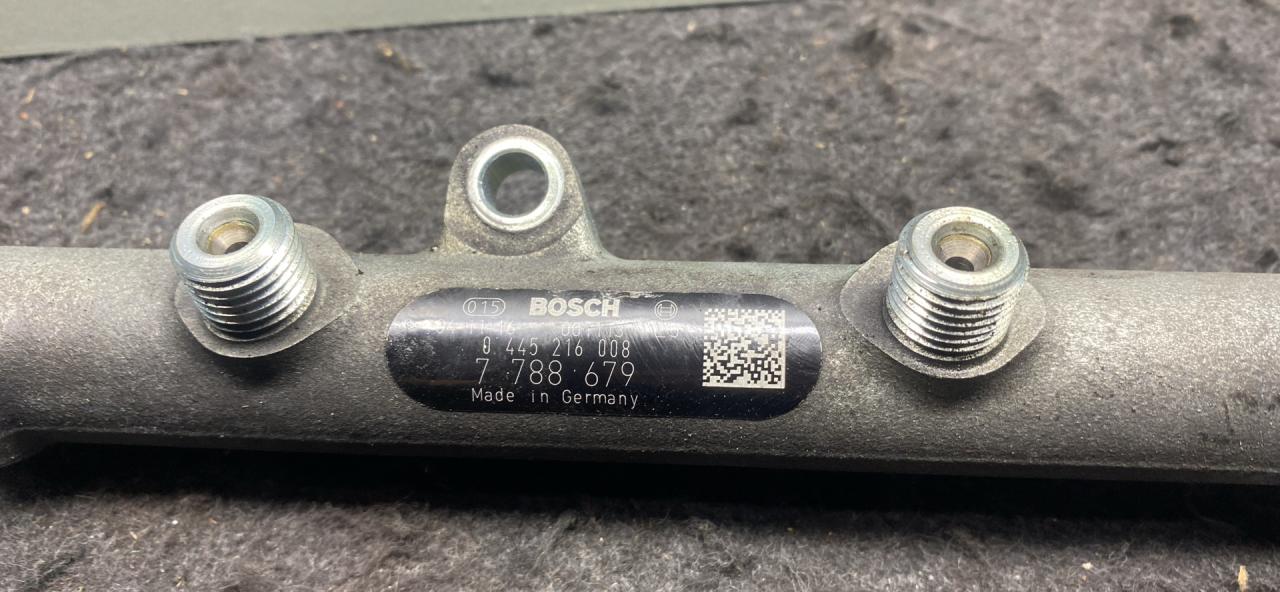 015 BOSCH
0 445 216 008
7 788 679
Made in Germany